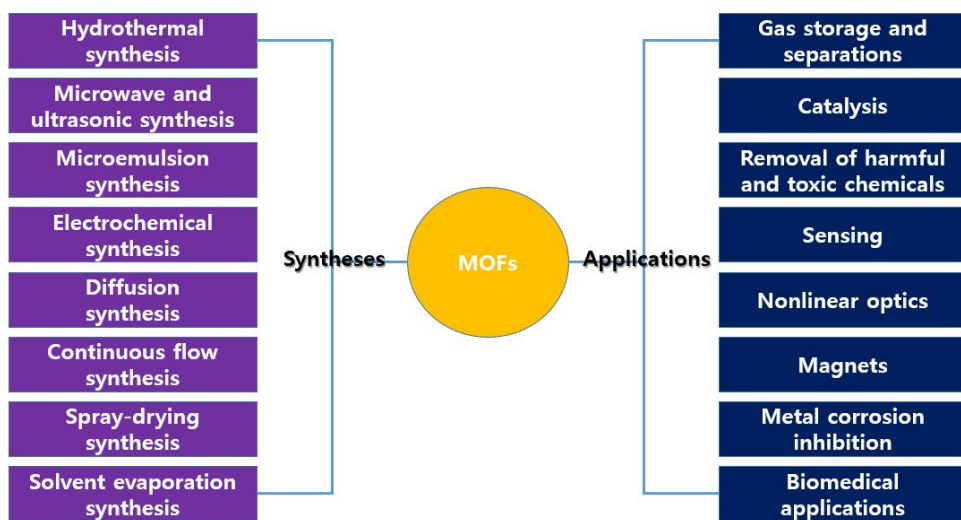 Hydrothermal
synthesis
Microwave and
ultrasonic synthesis
Microemulsion
synthesis
Electrochemical
synthesis
Diffusion
synthesis
Continuous flow
synthesis
Spray-drying
synthesis
Solvent evaporation
synthesis
Syntheses
MOFs
Applications
Gas storage and
separations
Catalysis
Removal of harmful
and toxic chemicals
Sensing
Nonlinear optics
Magnets
Metal corrosion
inhibition
Biomedical
applications